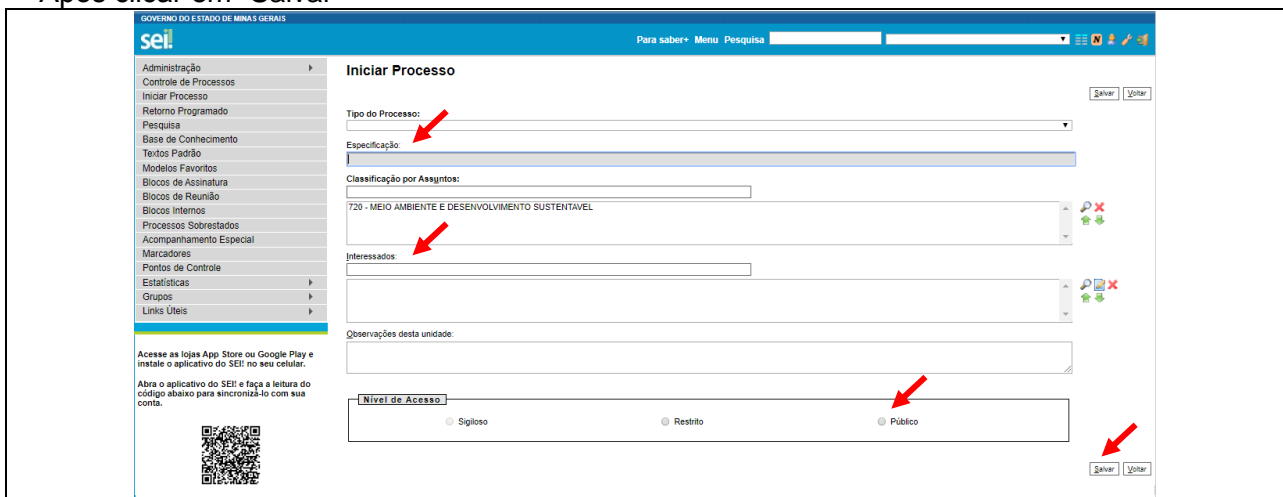 Após clicar em "Salvar"
GOVERNO DO ESTADO DE MINAS GERAIS
sei!
Para saber+ Menu Pesquisa
N
Administração
Controle de Processos
Iniciar Processo
Retorno Programado
Pesquisa
Base de Conhecimento
Textos Padrão
Modelos Favoritos
Blocos de Assinatura
Blocos de Reunião
Blocos Internos
Processos Sobrestados
Acompanhamento Especial
Marcadores
Pontos de Controle
Estatísticas
Grupos
Links Úteis
Acesse as lojas App Store ou Google Play e
instale o aplicativo do SEI! no seu celular.
Abra o aplicativo do SEI! e faça a leitura do
código abaixo para sincronizá-lo com sua
conta.
Iniciar Processo
Salvar Voltar
Tipo do Processo:
Especificação:
Classificação por Assuntos:
720 - MEIO AMBIENTE E DESENVOLVIMENTO SUSTENTAVEL
Interessados:
Observações desta unidade:
Nível de Acesso
Sigiloso Restrito Público
Salvar Voltar